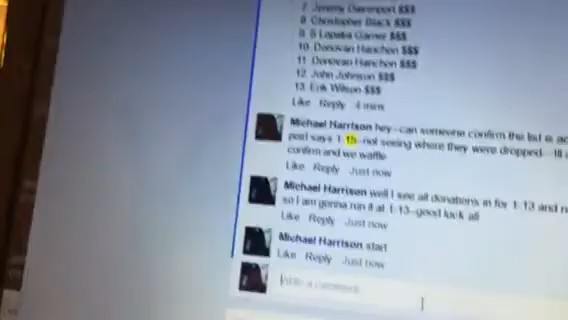 7 Jeremy Davenport $$$
8 Christopher Black $$$
9 Lopaka Garner $$$
10 Donovan Hanchon $$$
11 Donovan Hanchon $$$
12 John Johnson $$$
13 Erik Wilson $$$
Like Reply 4 mins
Michael Harrison hey--can someone confirm the list is
post says 1 not seeing where they were dropped-- Ill
confirm and we waffle
Like Reply Just now
Michael Harrison well I see all donations in for 1-13 and
so I am gonna run it at 1-13--good luck all
Like Reply Just now
Michael Harrison start
Like Reply Just now
Write a comment